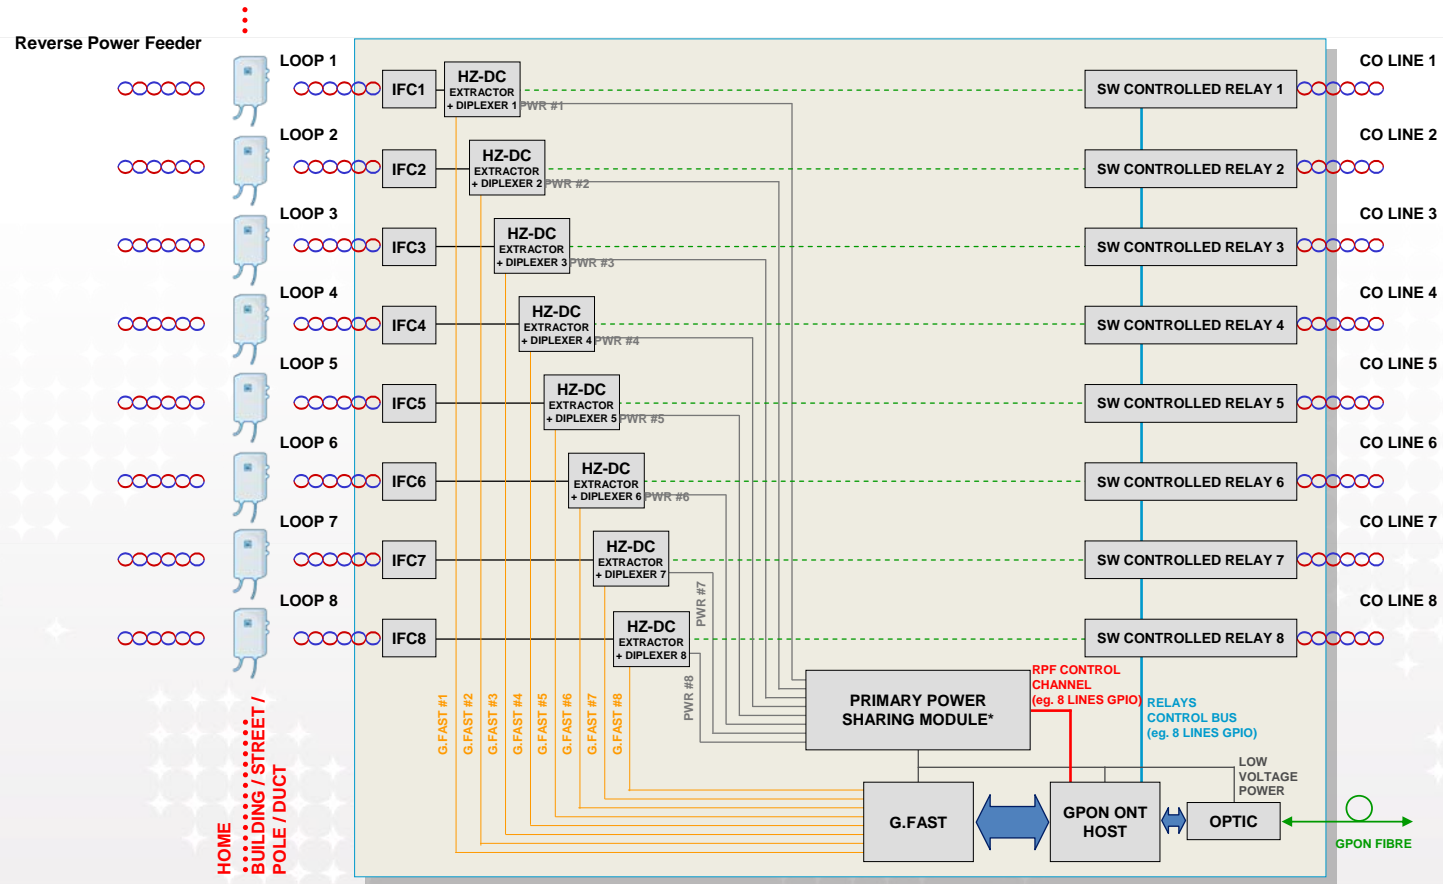 Reverse Power Feeder
LOOP 1
IFC1
HZ-DC
EXTRACTOR
+ DIPLEXER 1
PWR #1
SW CONTROLLED RELAY 1
CO LINE 1
LOOP 2
IFC2
HZ-DC
EXTRACTOR
+ DIPLEXER 2
PWR #2
SW CONTROLLED RELAY 2
CO LINE 2
LOOP 3
IFC3
HZ-DC
EXTRACTOR
+ DIPLEXER 3
PWR #3
SW CONTROLLED RELAY 3
CO LINE 3
LOOP 4
IFC4
HZ-DC
EXTRACTOR
+ DIPLEXER 4
PWR #4
SW CONTROLLED RELAY 4
CO LINE 4
LOOP 5
IFC5
HZ-DC
EXTRACTOR
+ DIPLEXER 5
PWR #5
SW CONTROLLED RELAY 5
CO LINE 5
LOOP 6
IFC6
HZ-DC
EXTRACTOR
+ DIPLEXER 6
PWR #6
SW CONTROLLED RELAY 6
CO LINE 6
LOOP 7
IFC7
HZ-DC
EXTRACTOR
+ DIPLEXER 7
PWR #7
SW CONTROLLED RELAY 7
CO LINE 7
LOOP 8
IFC8
HZ-DC
EXTRACTOR
+ DIPLEXER 8
PWR #8
SW CONTROLLED RELAY 8
CO LINE 8
HOME
BUILDING / STREET /
POLE / DUCT
G.FAST #1
G.FAST #2
G.FAST #3
G.FAST #4
G.FAST #5
G.FAST #6
G.FAST #7
G.FAST #8
PRIMARY POWER
SHARING MODULE*
RPF CONTROL
CHANNEL
(eg. 8 LINES GPIO)
RELAYS
CONTROL BUS
(eg. 8 LINES GPIO)
LOW
VOLTAGE
POWER
G.FAST
GPON ONT
HOST
OPTIC
GPON FIBRE